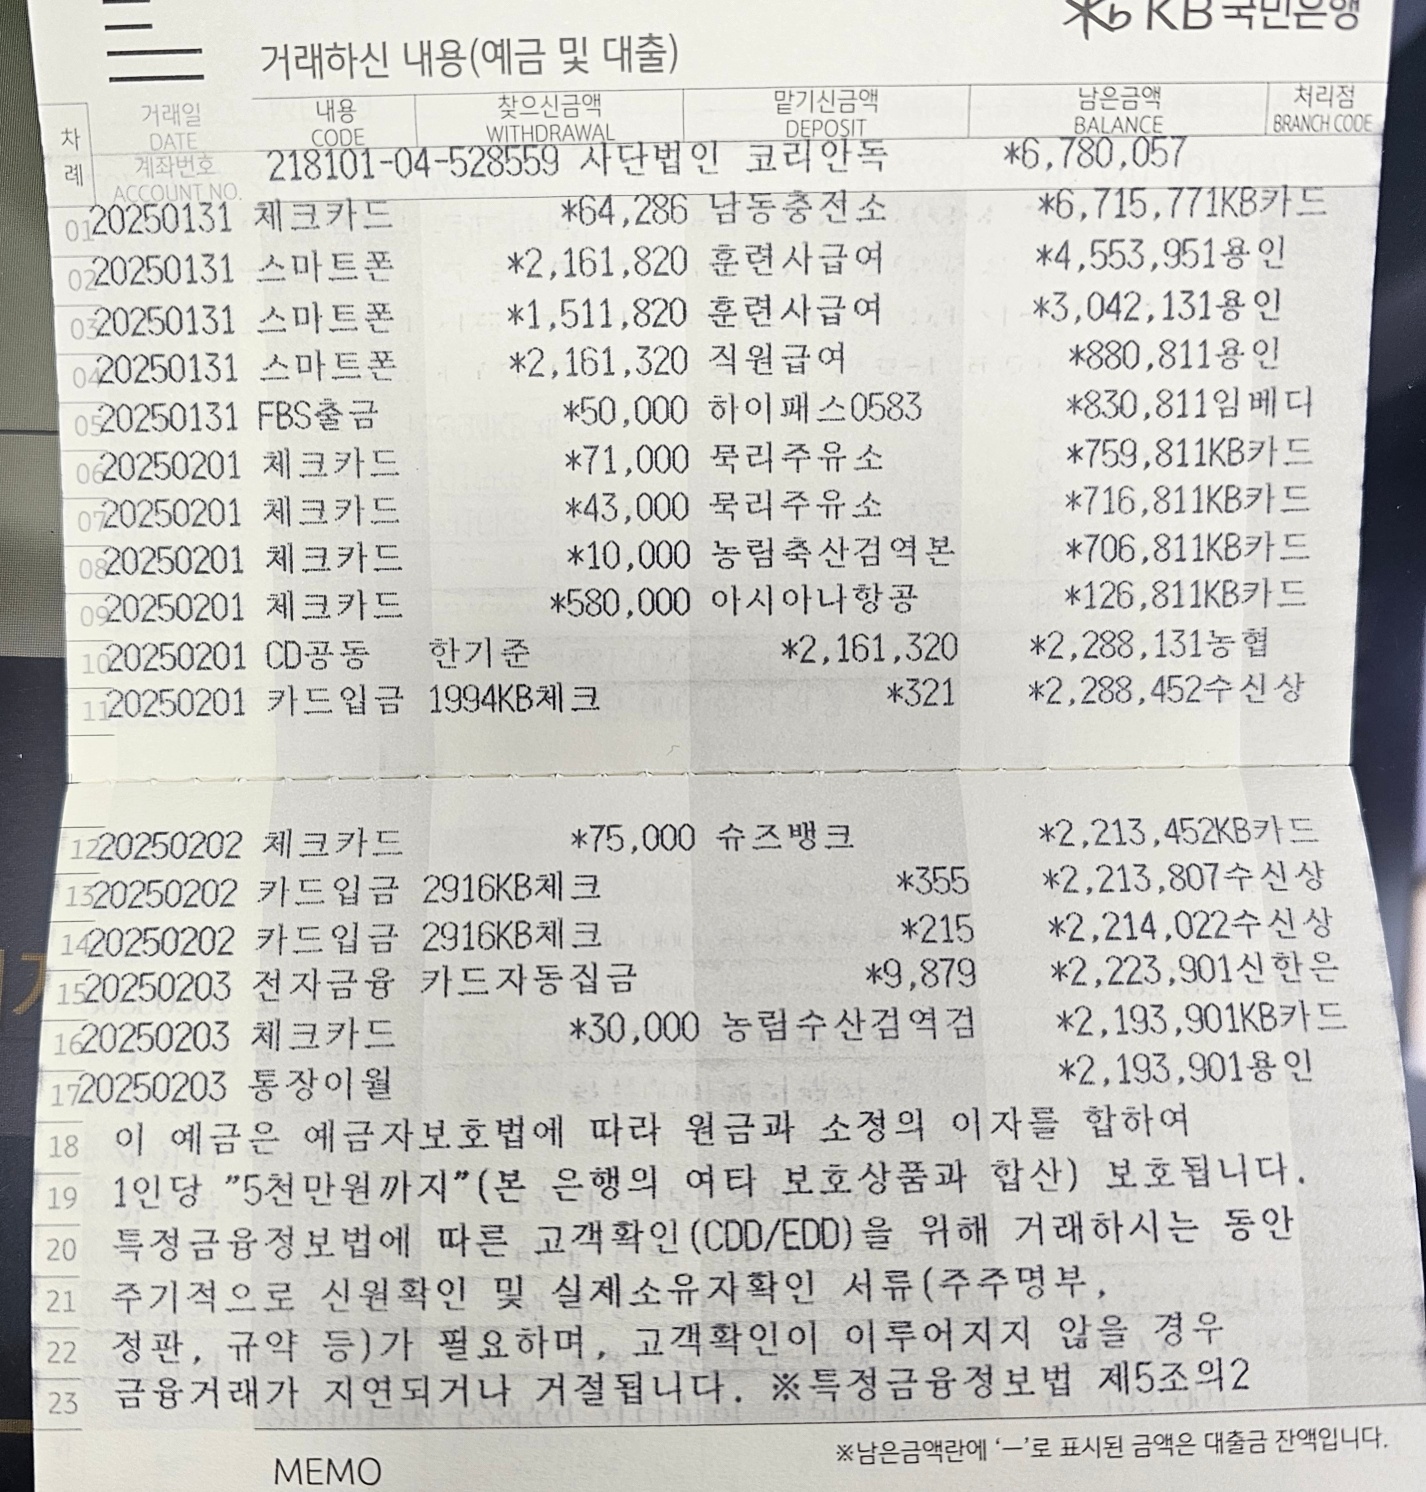 KB국민은행
거래하신 내용(예금 및 대출)
차례 거래일 DATE 내용 CODE 찾으신금액 WITHDRAWAL 맡기신금액 DEPOSIT 남은금액 BALANCE 처리점 BRANCH CODE
계좌번호 ACCOUNT NO. 218101-04-528559 사단법인 코리안독 *6,780,057
01 20250131 체크카드 *64,286 남동충전소 *6,715,771KB카드
02 20250131 스마트폰 *2,161,820 훈련사급여 *4,553,951용인
03 20250131 스마트폰 *1,511,820 훈련사급여 *3,042,131용인
04 20250131 스마트폰 *2,161,320 직원급여 *880,811용인
05 20250131 FBS출금 *50,000 하이패스0583 *830,811임베디
06 20250201 체크카드 *71,000 묵리주유소 *759,811KB카드
07 20250201 체크카드 *43,000 묵리주유소 *716,811KB카드
08 20250201 체크카드 *10,000 농림축산검역본 *706,811KB카드
09 20250201 체크카드 *580,000 아시아나항공 *126,811KB카드
10 20250201 CD공동 한기준 *2,161,320 *2,288,131농협
11 20250201 카드입금 1994KB체크 *321 *2,288,452수신상
12 20250202 체크카드 *75,000 슈즈뱅크 *2,213,452KB카드
13 20250202 카드입금 2916KB체크 *355 *2,213,807수신상
14 20250202 카드입금 2916KB체크 *215 *2,214,022수신상
15 20250203 전자금융 카드자동집금 *9,879 *2,223,901신한은
16 20250203 체크카드 *30,000 농림수산검역검 *2,193,901KB카드
17 20250203 통장이월 *2,193,901용인
18 이 예금은 예금자보호법에 따라 원금과 소정의 이자를 합하여
19 1인당 "5천만원까지"(본 은행의 여타 보호상품과 합산) 보호됩니다.
20 특정금융정보법에 따른 고객확인(CDD/EDD)을 위해 거래하시는 동안
21 주기적으로 신원확인 및 실제소유자확인 서류(주주명부,
22 정관, 규약 등)가 필요하며, 고객확인이 이루어지지 않을 경우
23 금융거래가 지연되거나 거절됩니다. ※특정금융정보법 제5조의2
※남은금액란에 '-'로 표시된 금액은 대출금 잔액입니다.
MEMO